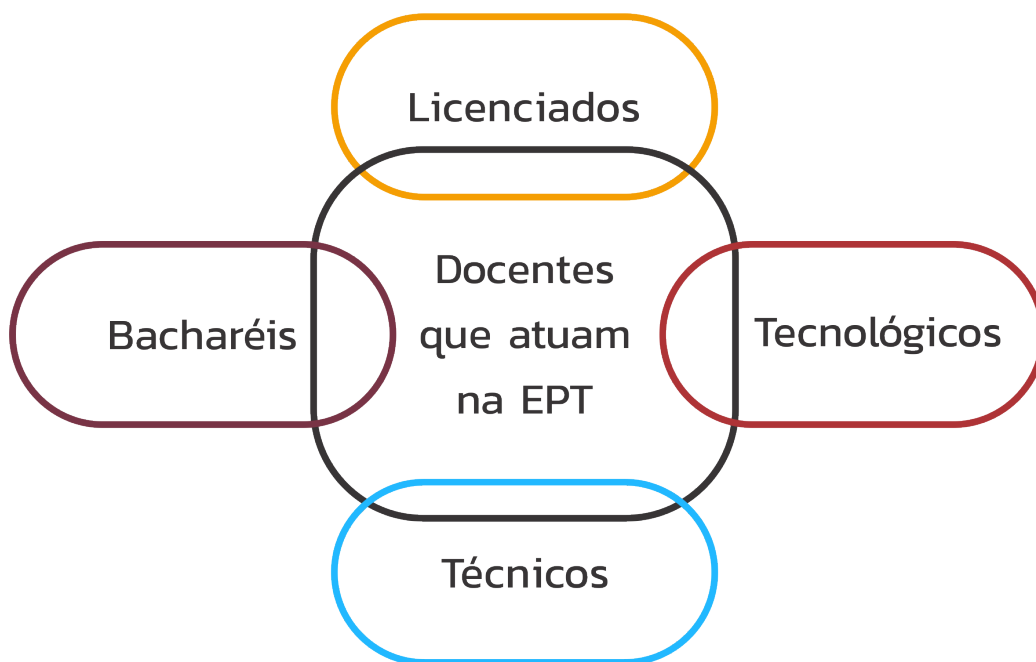 Licenciados
Docentes
que atuam
na EPT
Bacharéis
Tecnológicos
Técnicos